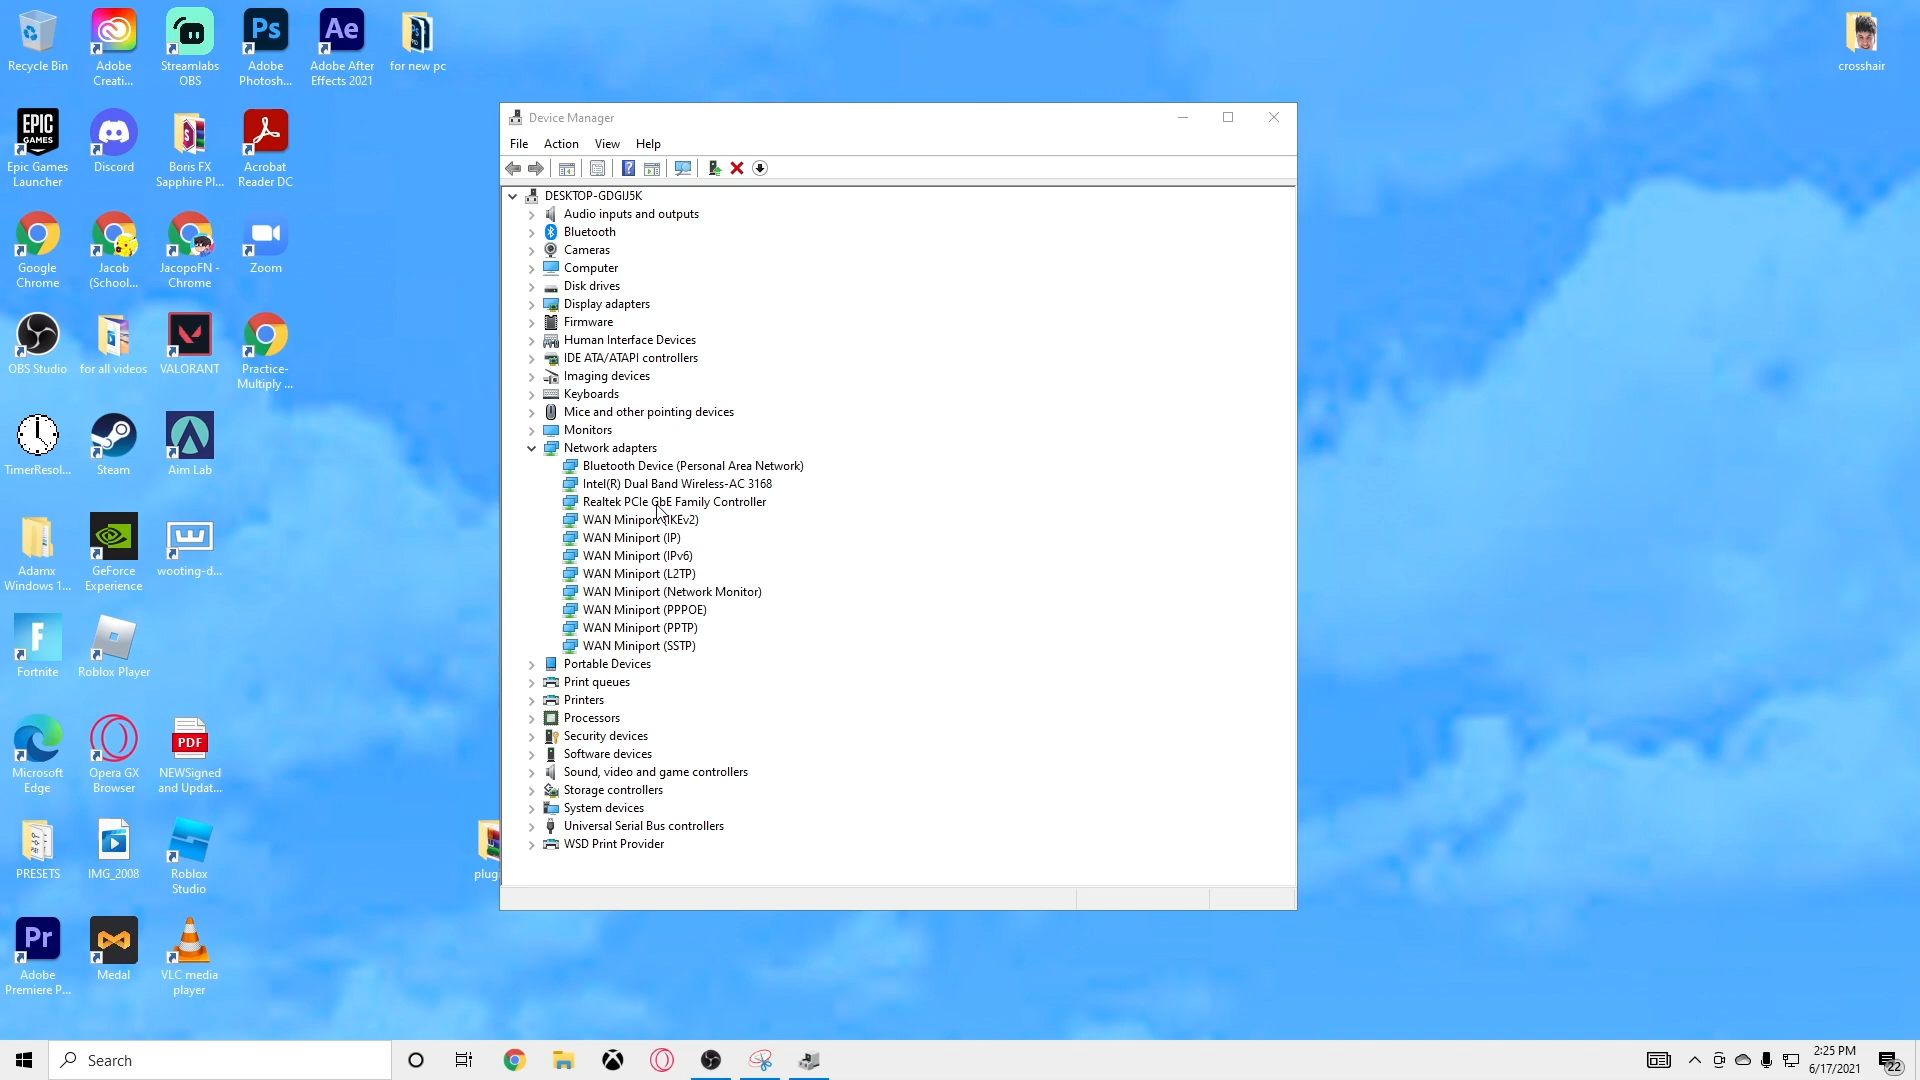 Recycle Bin
Adobe
Creati...
Streamlabs
OBS
Ps
Adobe
Photosh...
Ae
Adobe After
Effects 2021
for new pc
crosshair
EPIC
GAMES
Epic Games
Launcher
Discord
Boris FX
Sapphire Pl...
Acrobat
Reader DC
Google
Chrome
Jacob
(School...
JacopoFN -
Chrome
Zoom
OBS Studio
for all videos
VALORANT
Practice-
Multiply ...
TimerResol...
Steam
Aim Lab
Adamx
Windows 1...
GeForce
Experience
wooting-d...
Fortnite
Roblox Player
Microsoft
Edge
Opera GX
Browser
PDF
NEWSigned
and Updat...
PRESETS
IMG_2008
Roblox
Studio
plugi
Pr
Adobe
Premiere P...
Medal
VLC media
player
Device Manager
File Action View Help
DESKTOP-GDGIJ5K
Audio inputs and outputs
Bluetooth
Cameras
Computer
Disk drives
Display adapters
Firmware
Human Interface Devices
IDE ATA/ATAPI controllers
Imaging devices
Keyboards
Mice and other pointing devices
Monitors
Network adapters
Bluetooth Device (Personal Area Network)
Intel(R) Dual Band Wireless-AC 3168
Realtek PCIe GbE Family Controller
WAN Miniport (IKEv2)
WAN Miniport (IP)
WAN Miniport (IPv6)
WAN Miniport (L2TP)
WAN Miniport (Network Monitor)
WAN Miniport (PPPOE)
WAN Miniport (PPTP)
WAN Miniport (SSTP)
Portable Devices
Print queues
Printers
Processors
Security devices
Software devices
Sound, video and game controllers
Storage controllers
System devices
Universal Serial Bus controllers
WSD Print Provider
Search
2:25 PM
6/17/2021
22